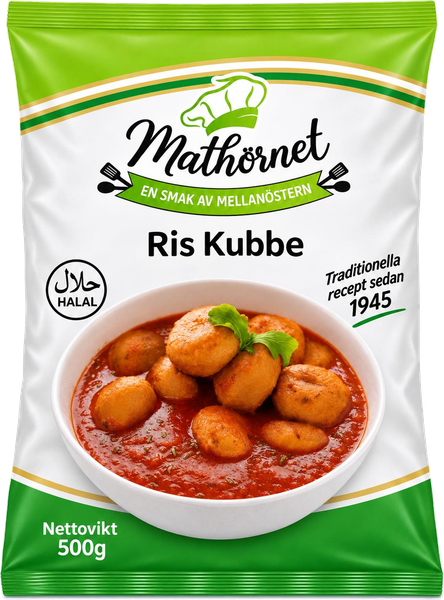 Mathörnet
EN SMAK AV MELLANÖSTERN
Ris Kubbe
حلال
HALAL
Traditionella
recept sedan
1945
Nettovikt
500g